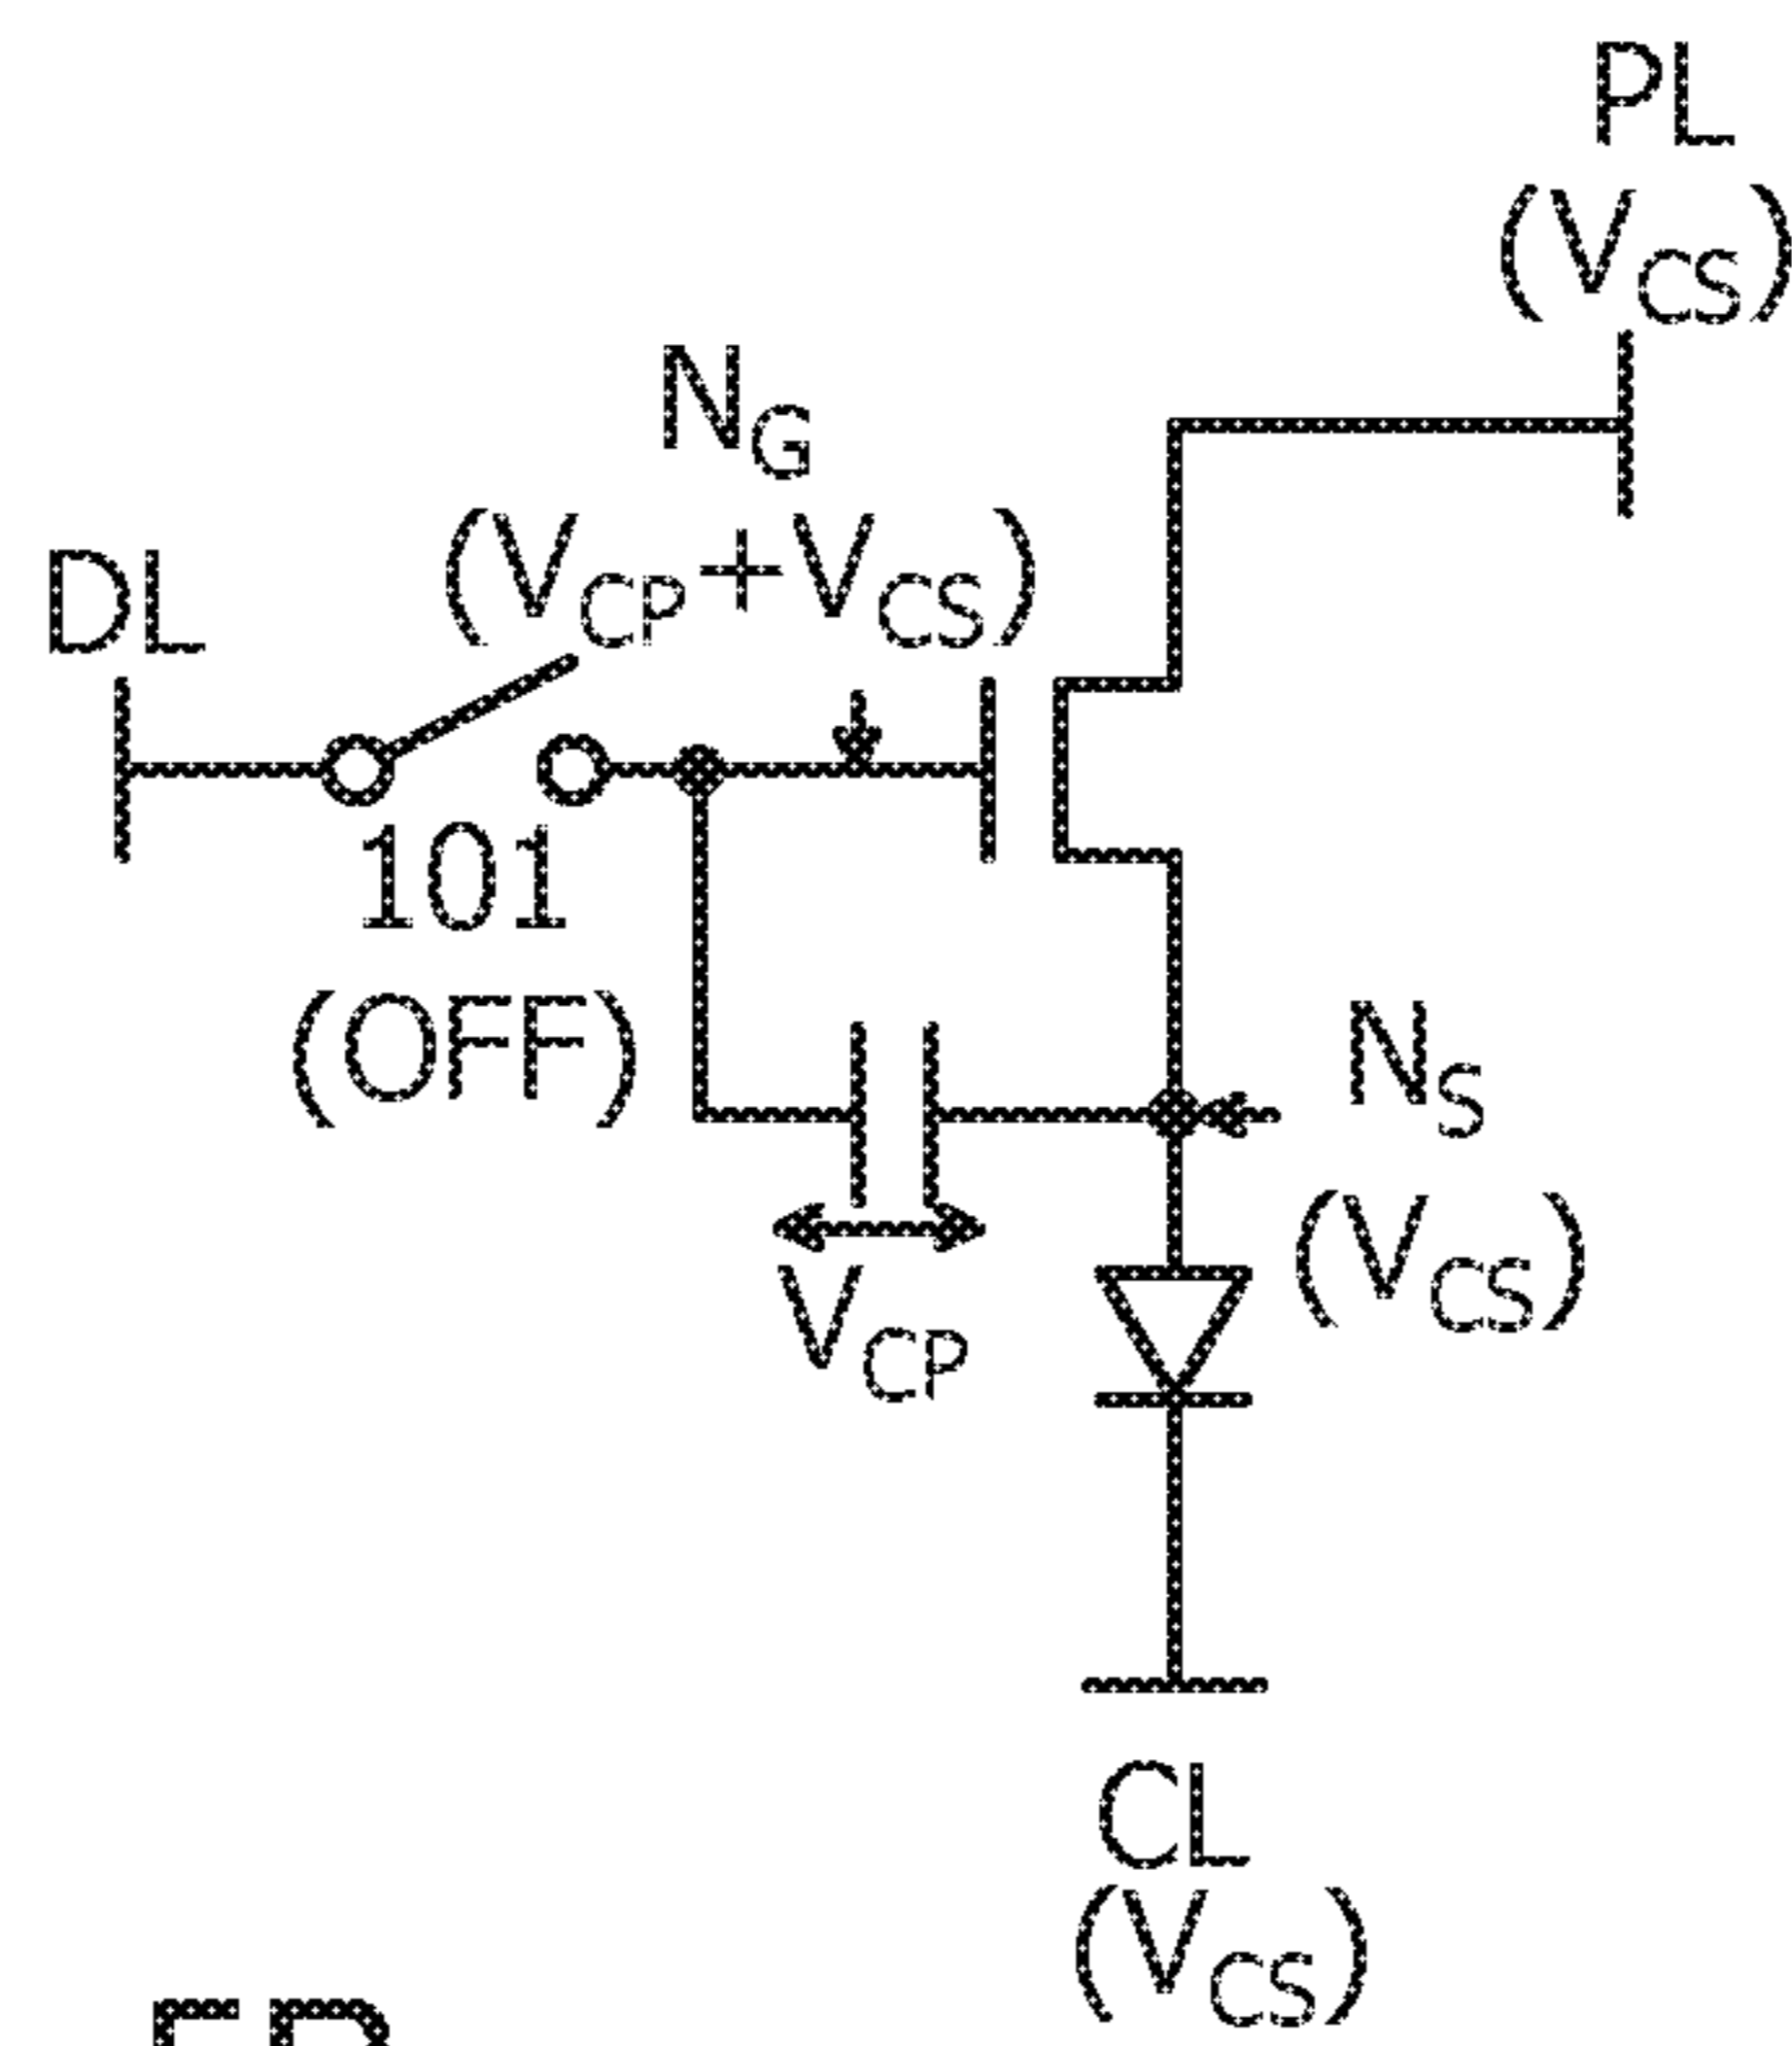 PL
(VCS)
NG
(VCP+VCS)
DL
101
(OFF)
NS
(VCS)
VCP
CL
(VCS)